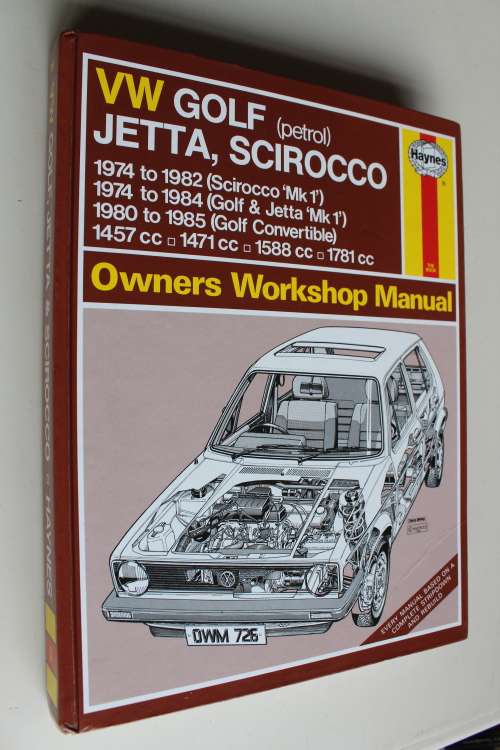 VW GOLF (petrol)
JETTA, SCIROCCO
1974 to 1982 (Scirocco 'Mk 1')
1974 to 1984 (Golf & Jetta 'Mk 1')
1980 to 1985 (Golf Convertible)
1457 cc □ 1471 cc □ 1588 cc □ 1781 cc
Haynes
Owners Workshop Manual
DWM 726
EVERY MANUAL BASED ON A
COMPLETE STRIPDOWN
AND REBUILD
VW GOLF, JETTA & SCIROCCO HAYNES